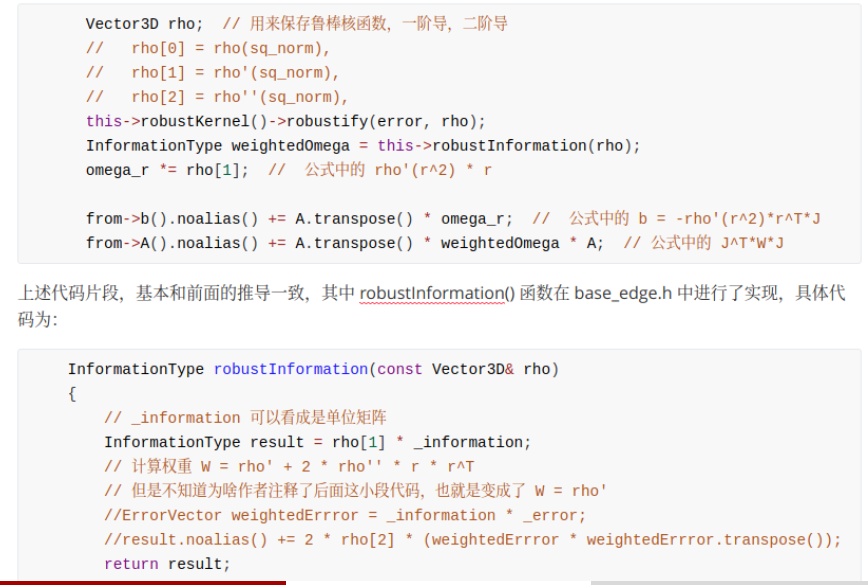 Vector3D rho;  // 用来保存鲁棒核函数, 一阶导, 二阶导
//   rho[0] = rho(sq_norm),
//   rho[1] = rho'(sq_norm),
//   rho[2] = rho''(sq_norm),
this->robustKernel()->robustify(error, rho);
InformationType weightedOmega = this->robustInformation(rho);
omega_r *= rho[1];  //  公式中的 rho'(r^2) * r
from->b().noalias() += A.transpose() * omega_r;  //  公式中的 b = -rho'(r^2)*r^T*J
from->A().noalias() += A.transpose() * weightedOmega * A;  // 公式中的 J^T*W*J
上述代码片段，基本和前面的推导一致，其中 robustInformation() 函数在 base_edge.h 中进行了实现，具体代
码为：
InformationType robustInformation(const Vector3D& rho)
{
// _information 可以看成是单位矩阵
InformationType result = rho[1] * _information;
// 计算权重 W = rho' + 2 * rho'' * r * r^T
// 但是不知道为啥作者注释了后面这小段代码, 也就是变成了 W = rho'
//ErrorVector weightedErrror = _information * _error;
//result.noalias() += 2 * rho[2] * (weightedErrror * weightedErrror.transpose());
return result;